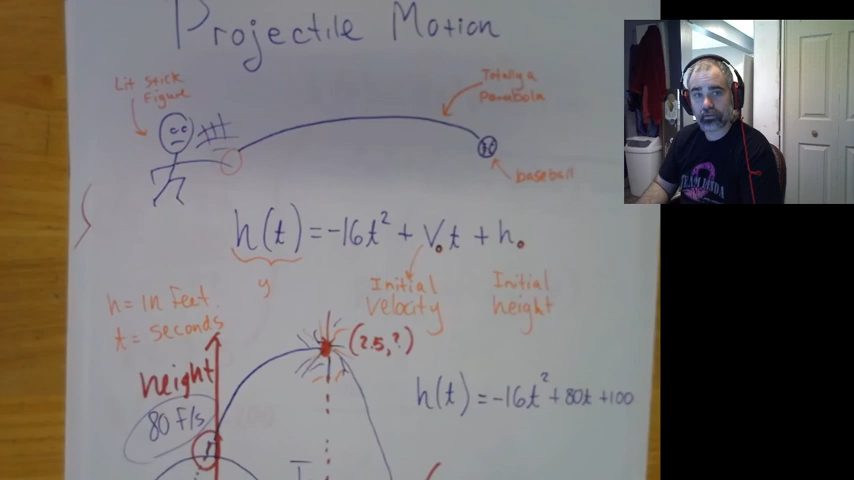 Projectile Motion
Lit stick
Figure
Totally a
Parabola
baseball
h(t) = -16t² + V₀t + h₀
y
Initial
velocity
Initial
height
h = in feet
t = seconds
(2.5, ?)
height
80 f/s
h(t) = -16t² + 80t + 100
TEAM